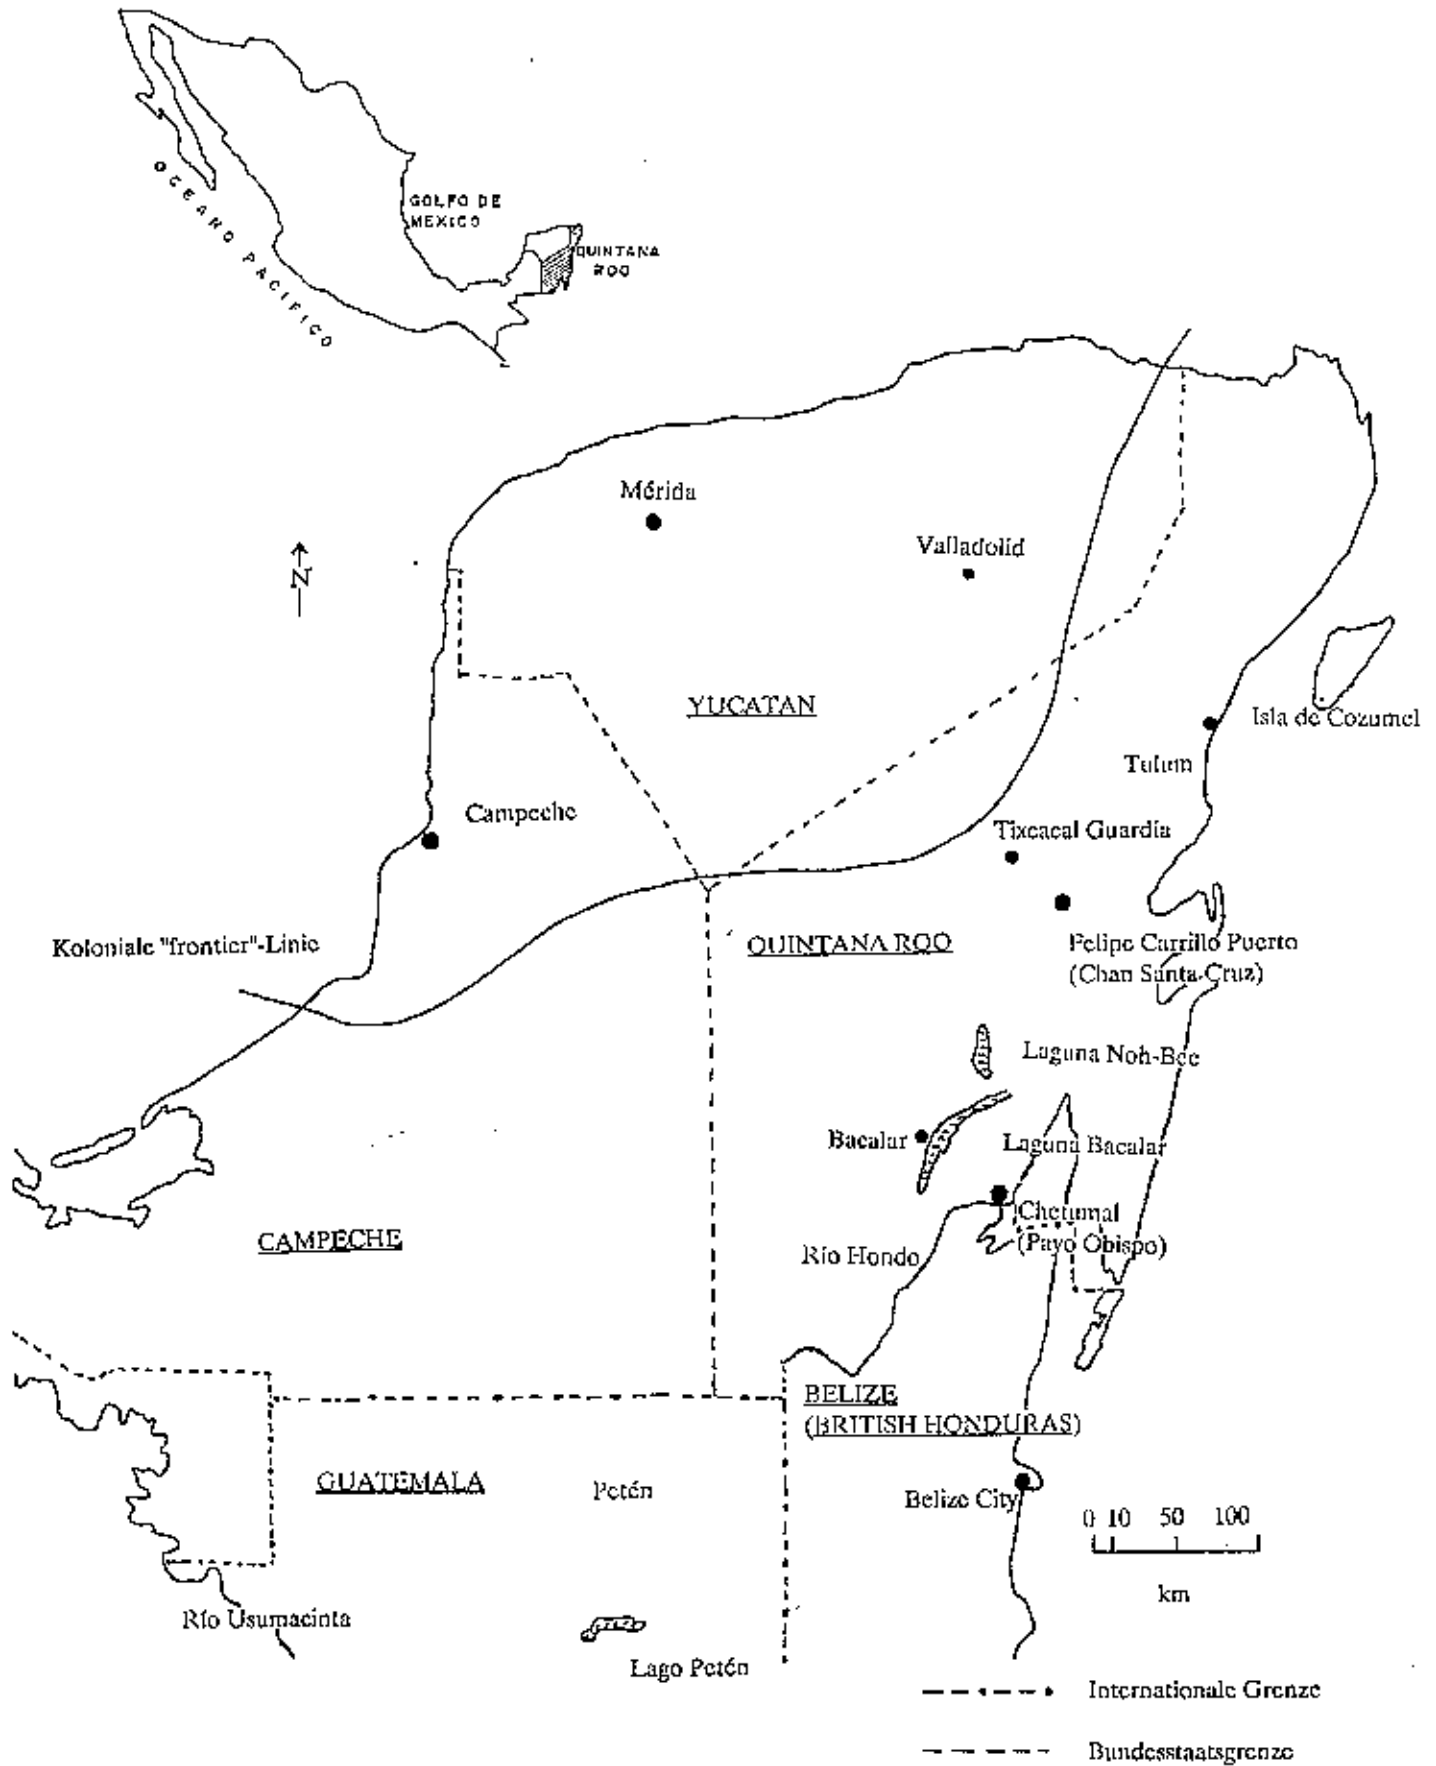 OCEANO PACIFICO
GOLFO DE
MEXICO
QUINTANA
ROO
Mérida
Valladolid
N
YUCATAN
Isla de Cozumel
Tulum
Campeche
Tixcacal Guardia
Koloniale "frontier"-Linie
QUINTANA ROO
Felipe Carrillo Puerto
(Chan Santa Cruz)
Laguna Noh-Bec
Bacalar
Laguna Bacalar
Chetumal
(Payo Obispo)
CAMPECHE
Río Hondo
BELIZE
(BRITISH HONDURAS)
GUATEMALA
Petén
Belize City
0 10 50 100
km
Río Usumacinta
Lago Petén
Internationale Grenze
Bundesstaatsgrenze